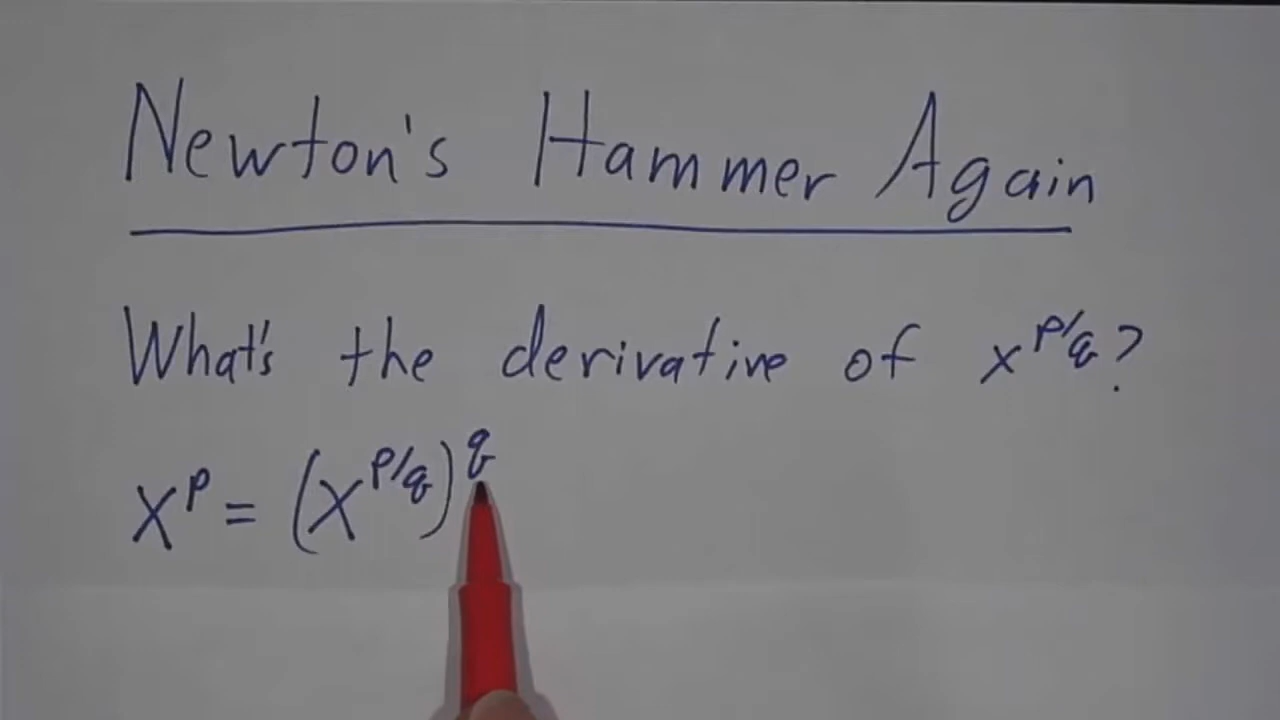 Newton's Hammer Again
What's the derivative of x^{p/q}?
x^p = (x^{p/q})^q